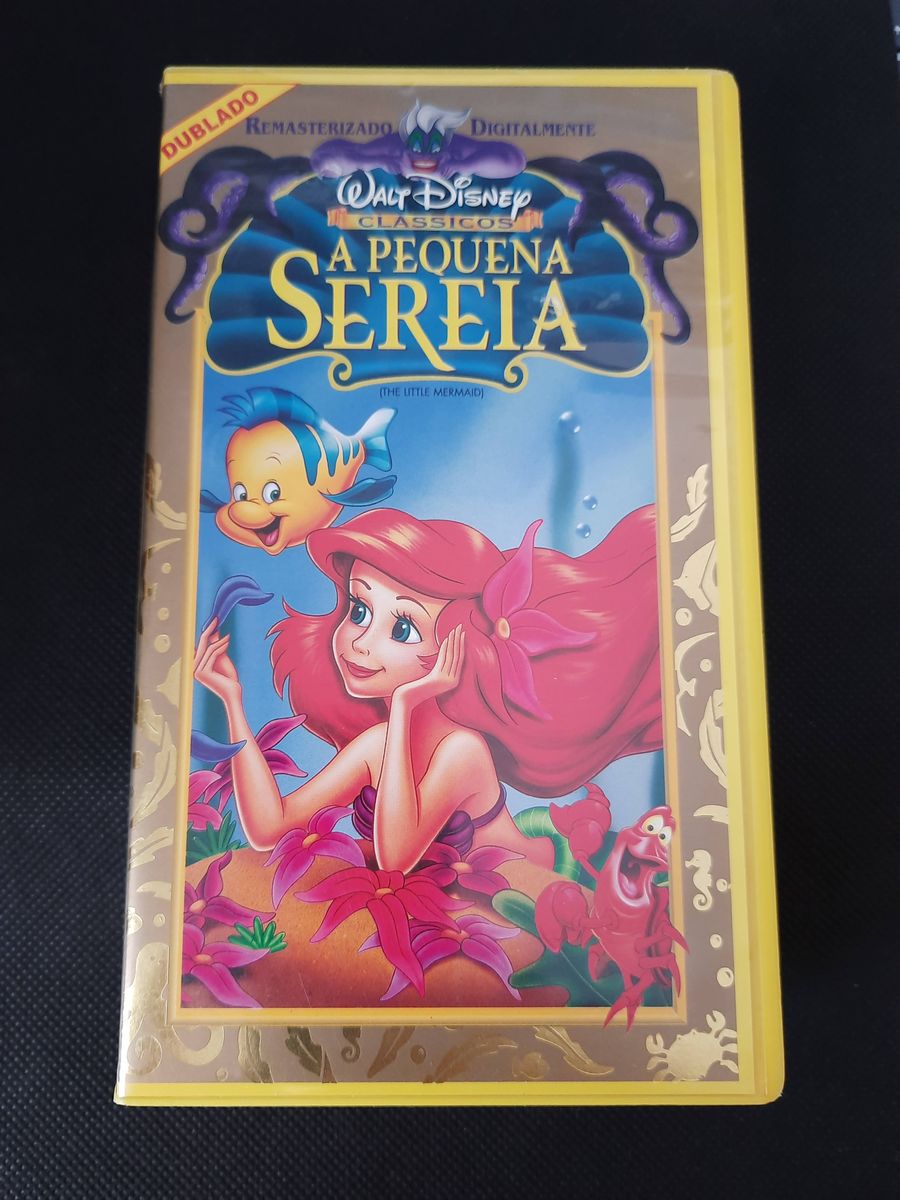 DUBLADO
REMASTERIZADO DIGITALMENTE
WALT DISNEY
CLÁSSICOS
A PEQUENA
SEREIA
(THE LITTLE MERMAID)